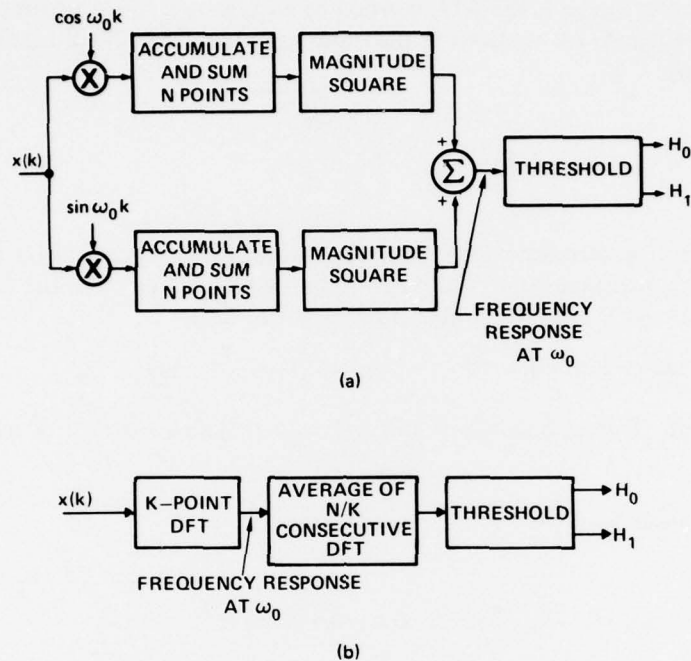 cos ω₀k
ACCUMULATE
AND SUM
N POINTS
MAGNITUDE
SQUARE
X
x(k)
+
Σ
+
THRESHOLD
H₀
H₁
sin ω₀k
X
ACCUMULATE
AND SUM
N POINTS
MAGNITUDE
SQUARE
FREQUENCY
RESPONSE
AT ω₀
(a)
x(k)
K–POINT
DFT
AVERAGE OF
N/K
CONSECUTIVE
DFT
THRESHOLD
H₀
H₁
FREQUENCY RESPONSE
AT ω₀
(b)